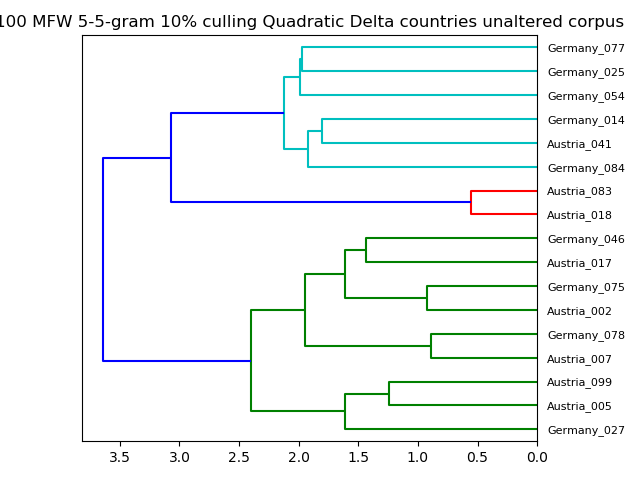 100 MFW 5-5-gram 10% culling Quadratic Delta countries unaltered corpus
Germany_077
Germany_025
Germany_054
Germany_014
Austria_041
Germany_084
Austria_083
Austria_018
Germany_046
Austria_017
Germany_075
Austria_002
Germany_078
Austria_007
Austria_099
Austria_005
Germany_027
3.5 3.0 2.5 2.0 1.5 1.0 0.5 0.0